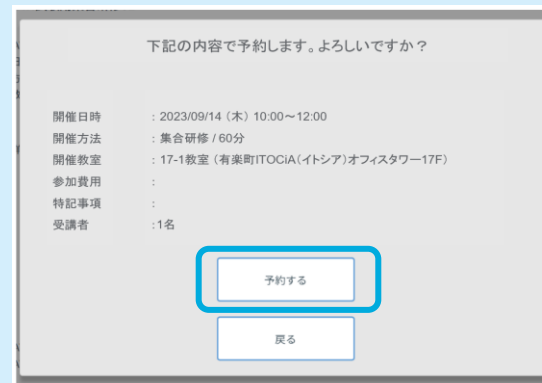 下記の内容で予約します。よろしいですか？
開催日時 : 2023/09/14 (木) 10:00～12:00
開催方法 : 集合研修 / 60分
開催教室 : 17-1教室 (有楽町ITOCiA(イトシア)オフィスタワー17F)
参加費用 :
特記事項 :
受講者 : 1名
予約する
戻る